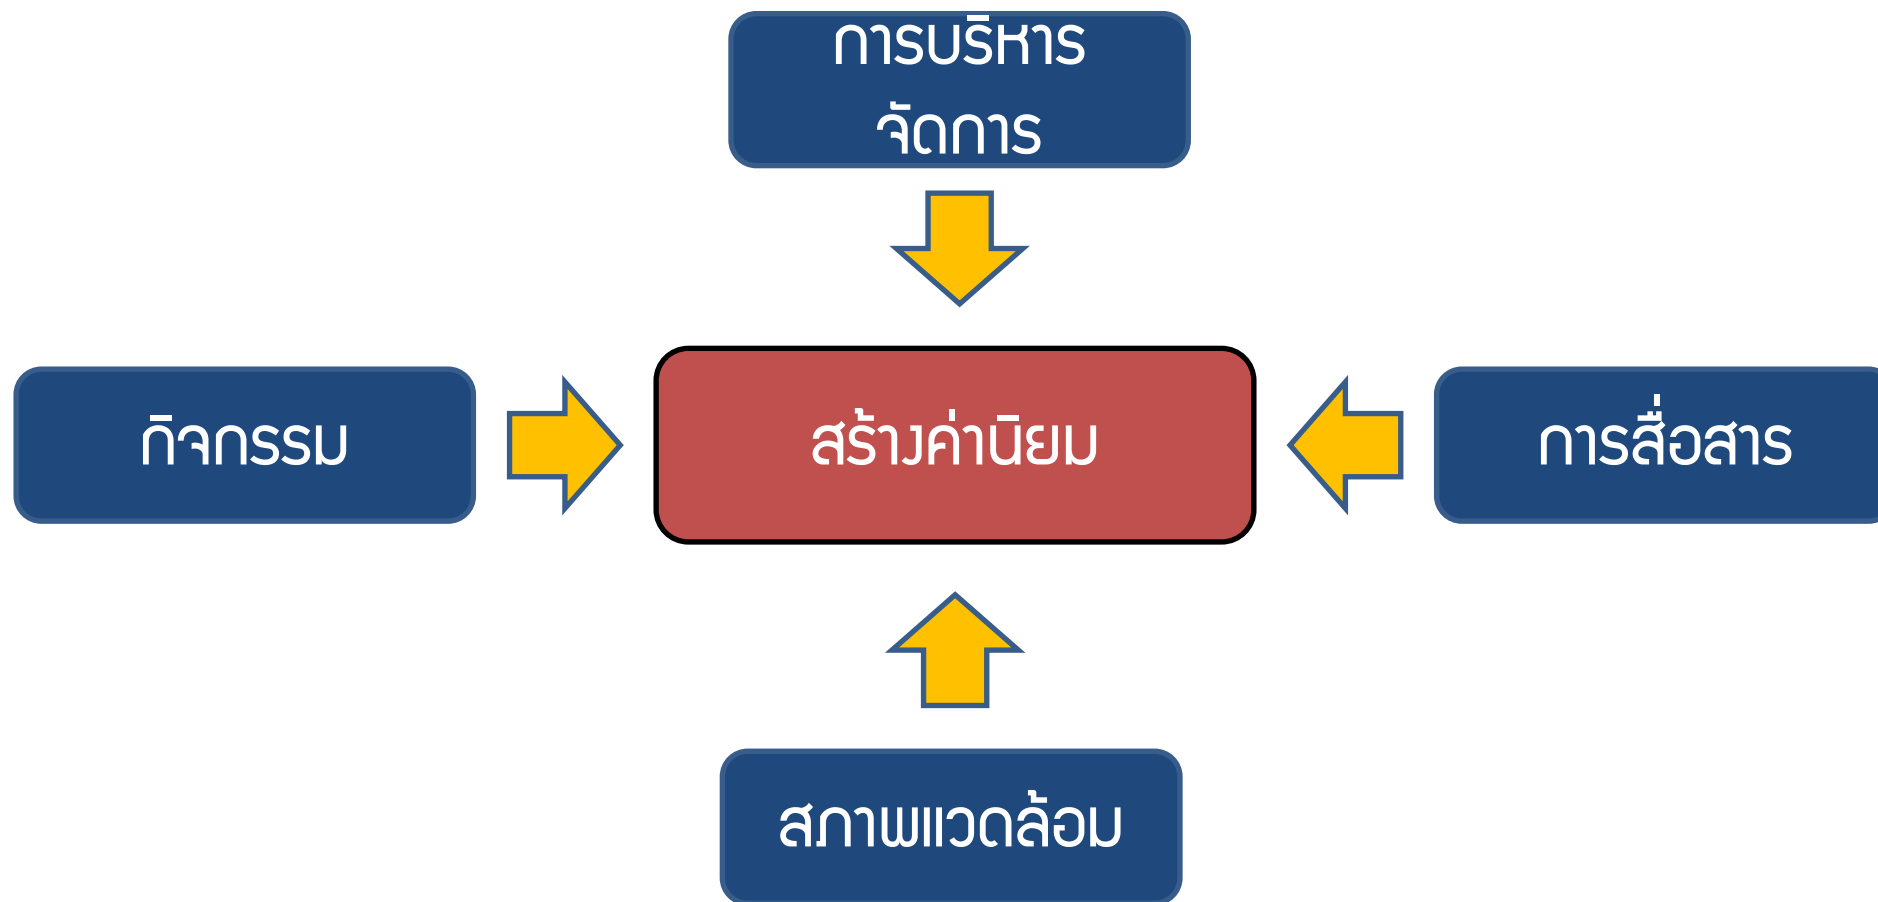 การบริหาร
จัดการ
กิจกรรม
สร้างค่านิยม
การสื่อสาร
สภาพแวดล้อม